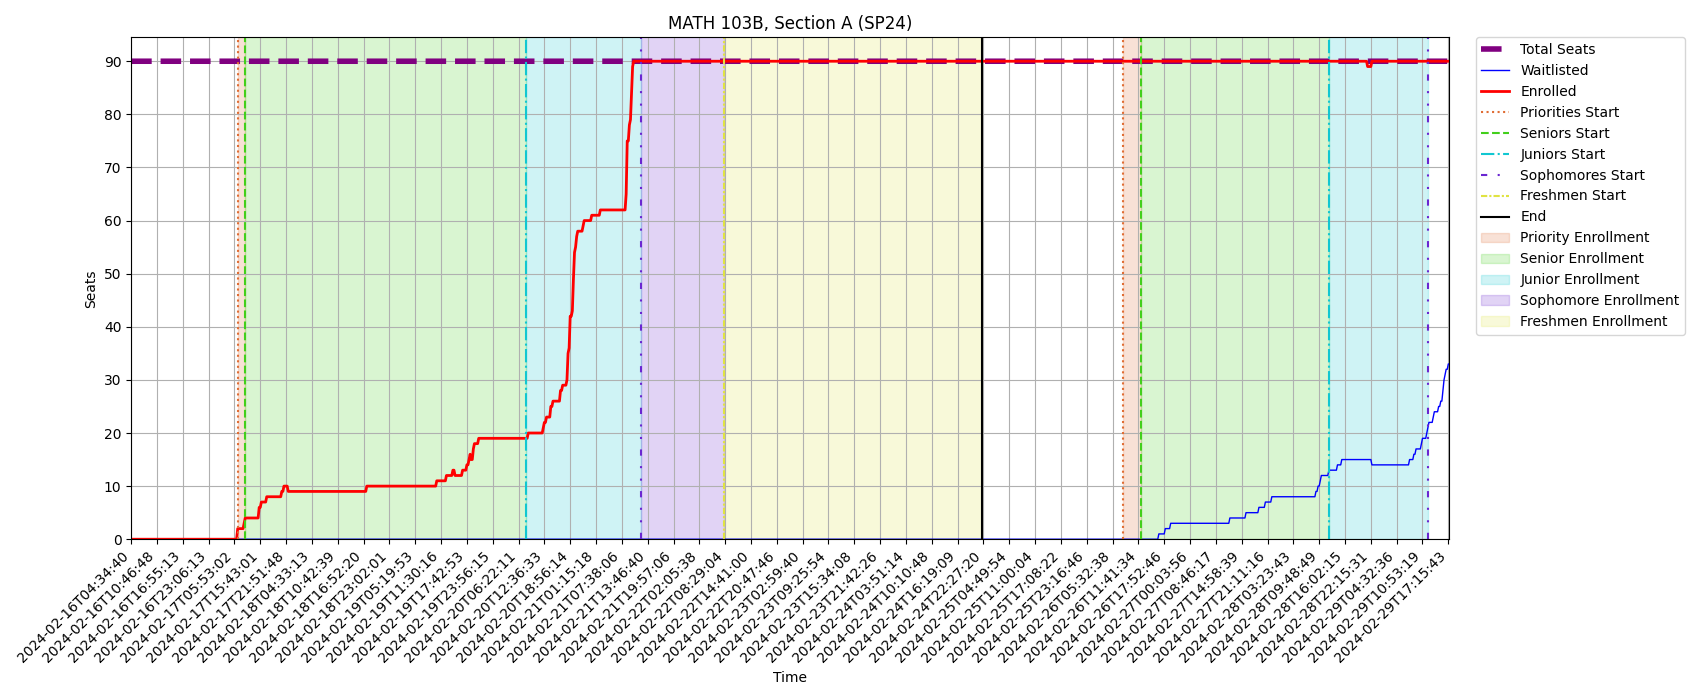 MATH 103B, Section A (SP24)
Total Seats
Waitlisted
Enrolled
Priorities Start
Seniors Start
Juniors Start
Sophomores Start
Freshmen Start
End
Priority Enrollment
Senior Enrollment
Junior Enrollment
Sophomore Enrollment
Freshmen Enrollment
Seats
90
80
70
60
50
40
30
20
10
0
2024-02-16T04:34:40
2024-02-16T10:46:48
2024-02-16T16:55:13
2024-02-16T23:06:13
2024-02-17T05:53:02
2024-02-17T15:43:01
2024-02-17T21:51:48
2024-02-18T04:33:13
2024-02-18T10:42:39
2024-02-18T16:52:20
2024-02-18T23:02:01
2024-02-19T05:19:53
2024-02-19T11:30:16
2024-02-19T17:42:53
2024-02-19T23:56:15
2024-02-20T06:22:11
2024-02-20T12:36:33
2024-02-20T18:56:14
2024-02-21T01:15:18
2024-02-21T07:38:06
2024-02-21T13:46:40
2024-02-21T19:57:06
2024-02-22T02:05:38
2024-02-22T08:29:04
2024-02-22T14:41:00
2024-02-22T20:47:46
2024-02-23T02:59:40
2024-02-23T09:25:54
2024-02-23T15:34:08
2024-02-23T21:42:26
2024-02-24T03:51:14
2024-02-24T10:10:48
2024-02-24T16:19:09
2024-02-24T22:27:20
2024-02-25T04:49:54
2024-02-25T11:00:04
2024-02-25T17:08:22
2024-02-25T23:16:46
2024-02-26T05:32:38
2024-02-26T11:41:34
2024-02-26T17:52:46
2024-02-27T00:03:56
2024-02-27T08:46:17
2024-02-27T14:58:39
2024-02-27T21:11:16
2024-02-28T03:23:43
2024-02-28T09:48:49
2024-02-28T16:02:15
2024-02-28T22:15:31
2024-02-29T04:32:36
2024-02-29T10:53:19
2024-02-29T17:15:43
Time